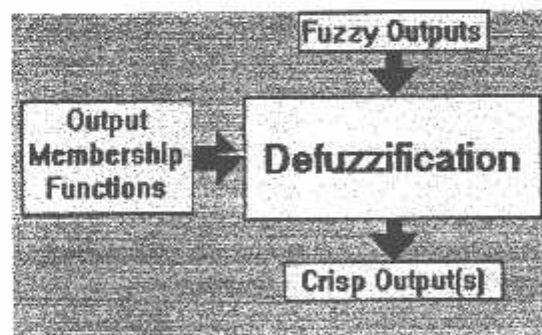 Fuzzy Outputs
Output
Membership
Functions
Defuzzification
Crisp Output(s)